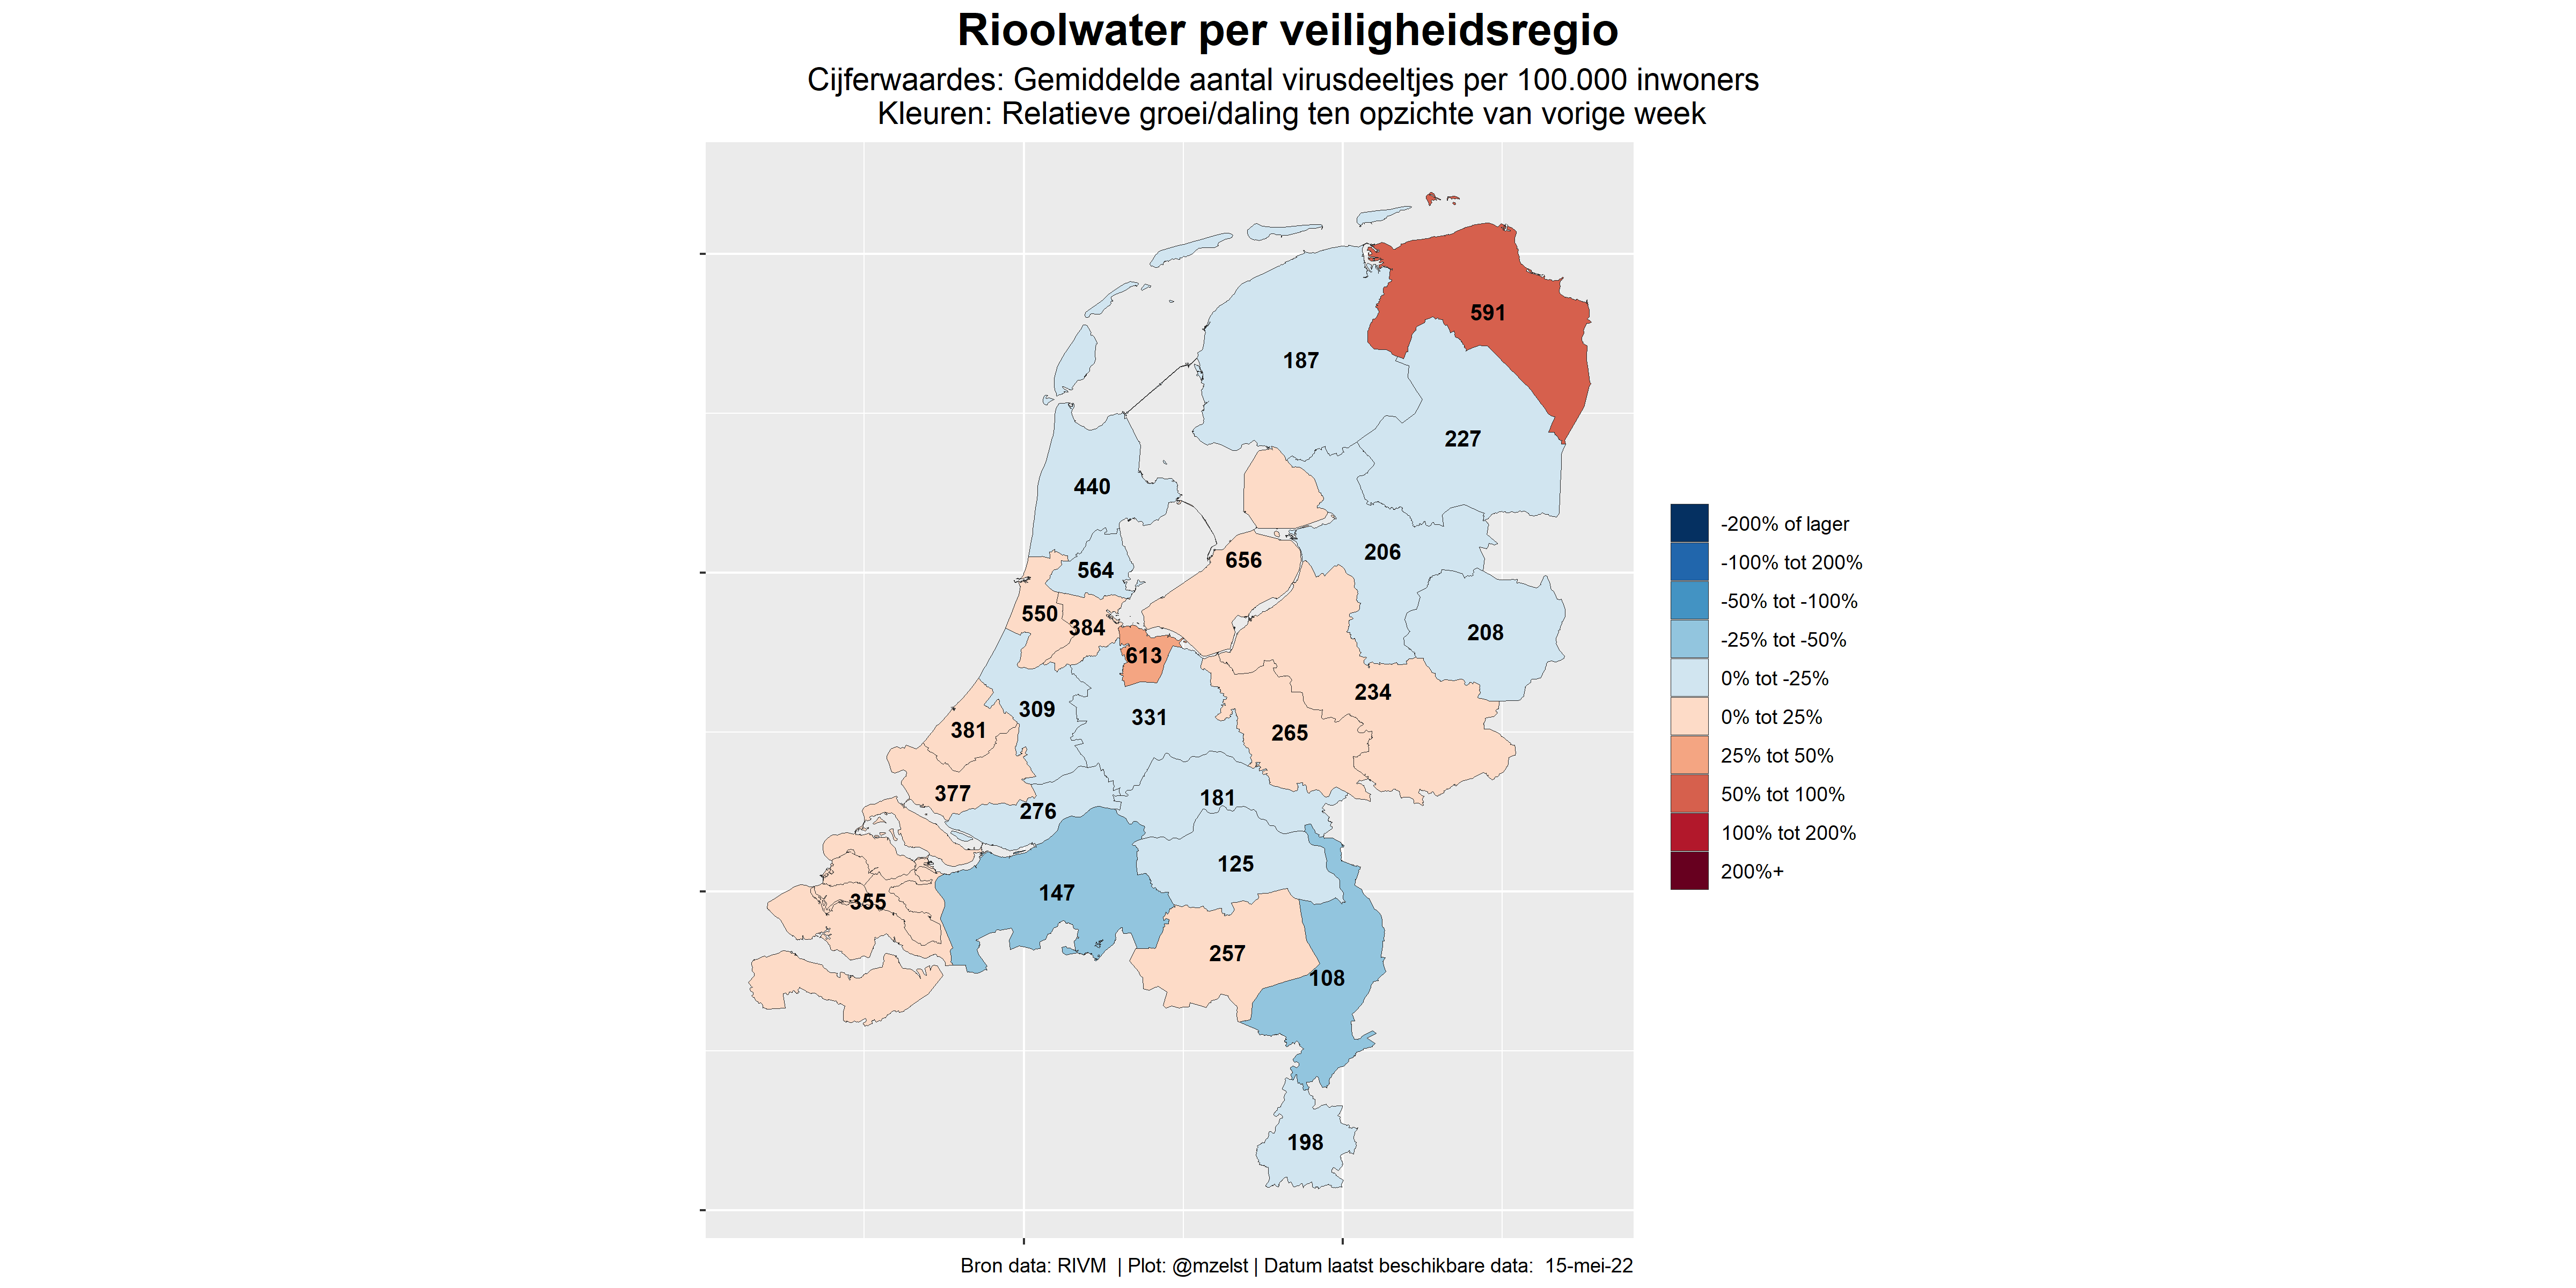 Rioolwater per veiligheidsregio
Cijferwaardes: Gemiddelde aantal virusdeeltjes per 100.000 inwoners
Kleuren: Relatieve groei/daling ten opzichte van vorige week
591
187
227
440
206
656
564
550
384
208
613
234
309
331
381
265
377
276
181
125
147
355
257
108
198
-200% of lager
-100% tot 200%
-50% tot -100%
-25% tot -50%
0% tot -25%
0% tot 25%
25% tot 50%
50% tot 100%
100% tot 200%
200%+
Bron data: RIVM | Plot: @mzelst | Datum laatst beschikbare data: 15-mei-22